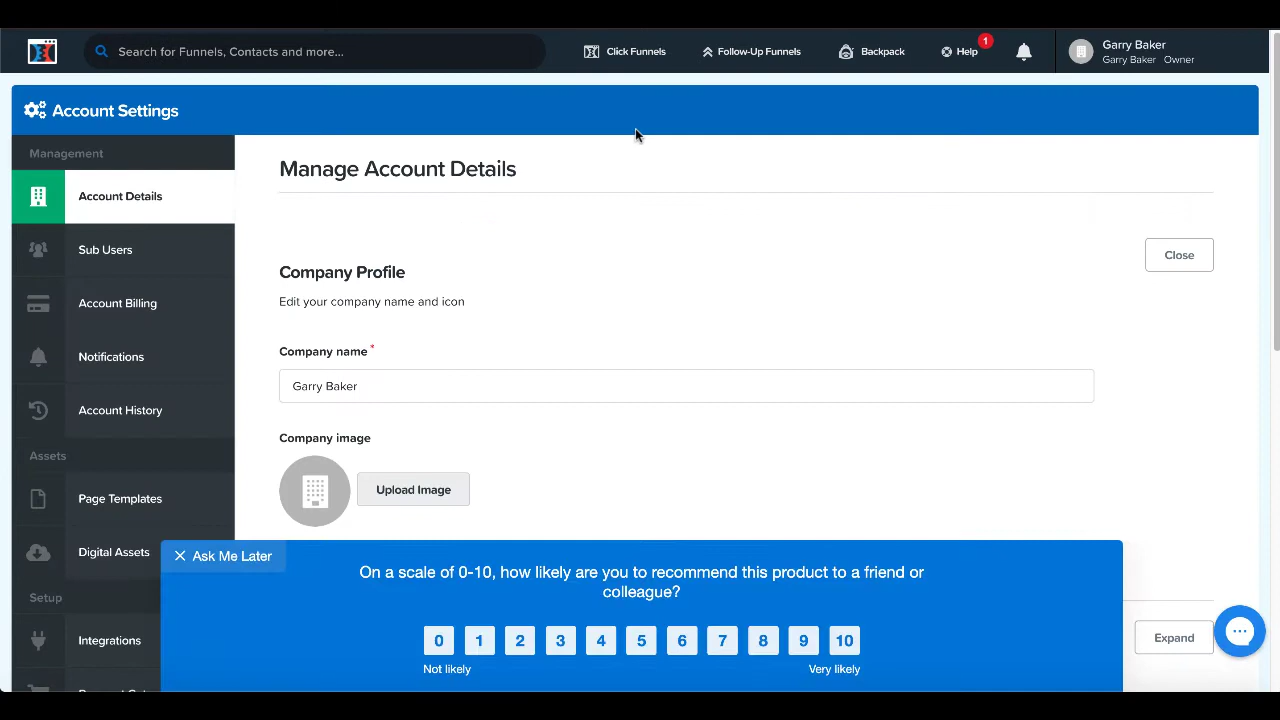 Search for Funnels, Contacts and more...
Click Funnels
Follow-Up Funnels
Backpack
Help
1
Garry Baker
Garry Baker Owner
Account Settings
Management
Account Details
Sub Users
Account Billing
Notifications
Account History
Assets
Page Templates
Digital Assets
Setup
Integrations
Manage Account Details
Close
Company Profile
Edit your company name and icon
Company name *
Garry Baker
Company image
Upload Image
Expand
X Ask Me Later
On a scale of 0-10, how likely are you to recommend this product to a friend or
colleague?
0 1 2 3 4 5 6 7 8 9 10
Not likely Very likely